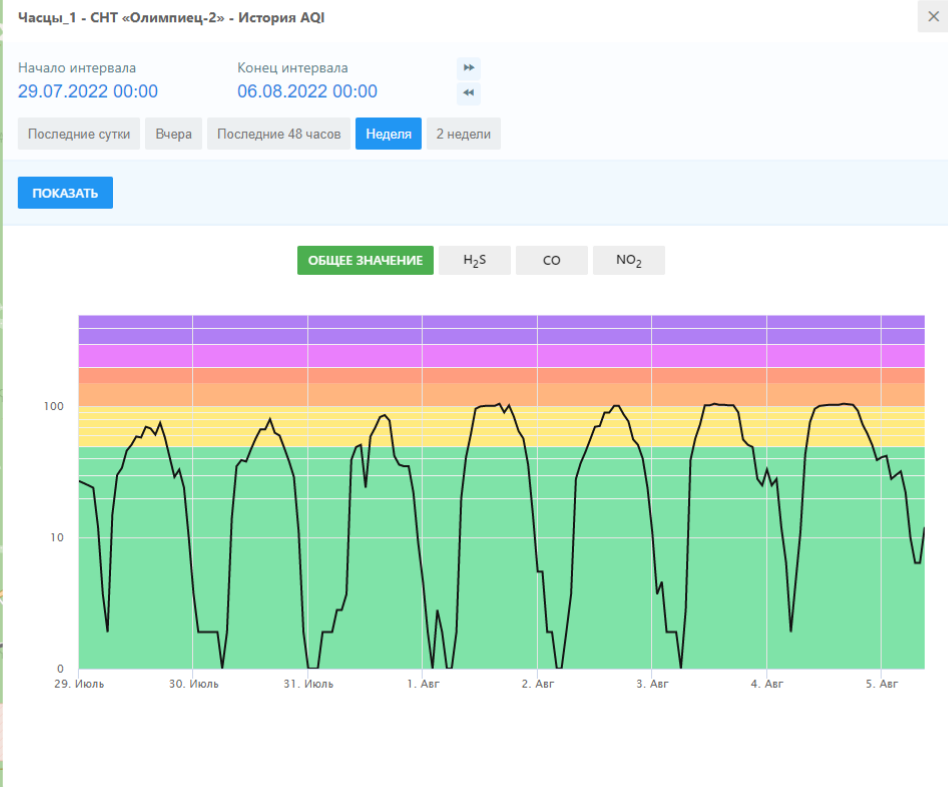 Часцы_1 - СНТ «Олимпиец-2» - История AQI
Начало интервала Конец интервала
29.07.2022 00:00 06.08.2022 00:00
Последние сутки Вчера Последние 48 часов Неделя 2 недели
ПОКАЗАТЬ
ОБЩЕЕ ЗНАЧЕНИЕ H₂S CO NO₂
100
10
0
29. Июль 30. Июль 31. Июль 1. Авг 2. Авг 3. Авг 4. Авг 5. Авг